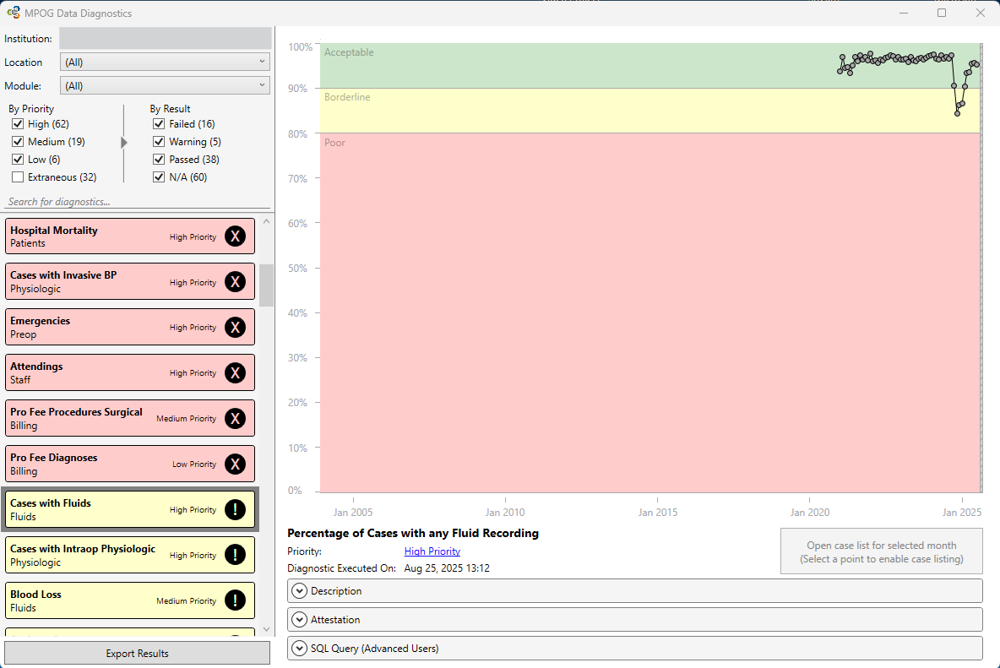 MPOG Data Diagnostics
Institution:
Location (All)
Module: (All)
By Priority
High (62)
Medium (19)
Low (6)
Extraneous (32)
By Result
Failed (16)
Warning (5)
Passed (38)
N/A (60)
Search for diagnostics...
Hospital Mortality
Patients
High Priority X
Cases with Invasive BP
Physiologic
High Priority X
Emergencies
Preop
High Priority X
Attendings
Staff
High Priority X
Pro Fee Procedures Surgical
Billing
Medium Priority X
Pro Fee Diagnoses
Billing
Low Priority X
Cases with Fluids
Fluids
High Priority !
Cases with Intraop Physiologic
Physiologic
High Priority !
Blood Loss
Fluids
Medium Priority !
Export Results
100%
90%
80%
70%
60%
50%
40%
30%
20%
10%
0%
Acceptable
Borderline
Poor
Jan 2005
Jan 2010
Jan 2015
Jan 2020
Jan 2025
Percentage of Cases with any Fluid Recording
Priority: High Priority
Diagnostic Executed On: Aug 25, 2025 13:12
Open case list for selected month
(Select a point to enable case listing)
Description
Attestation
SQL Query (Advanced Users)